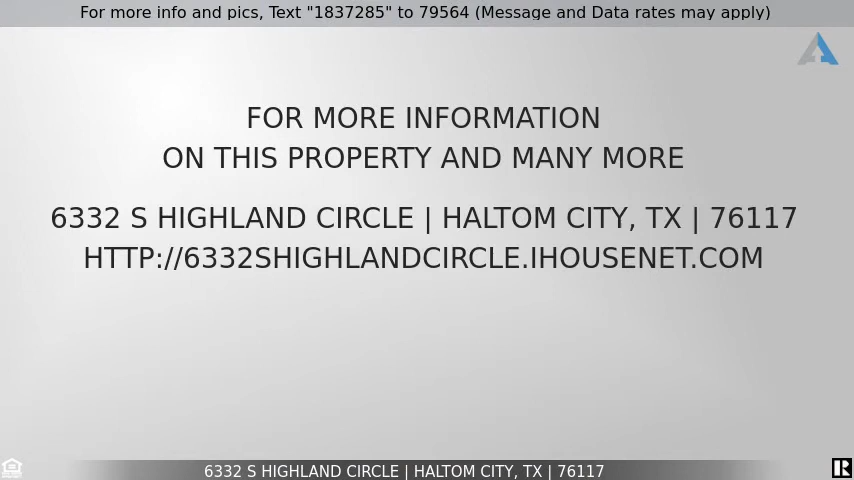 For more info and pics, Text "1837285" to 79564 (Message and Data rates may apply)
FOR MORE INFORMATION
ON THIS PROPERTY AND MANY MORE
6332 S HIGHLAND CIRCLE | HALTOM CITY, TX | 76117
HTTP://6332SHIGHLANDCIRCLE.IHOUSENET.COM
6332 S HIGHLAND CIRCLE | HALTOM CITY, TX | 76117